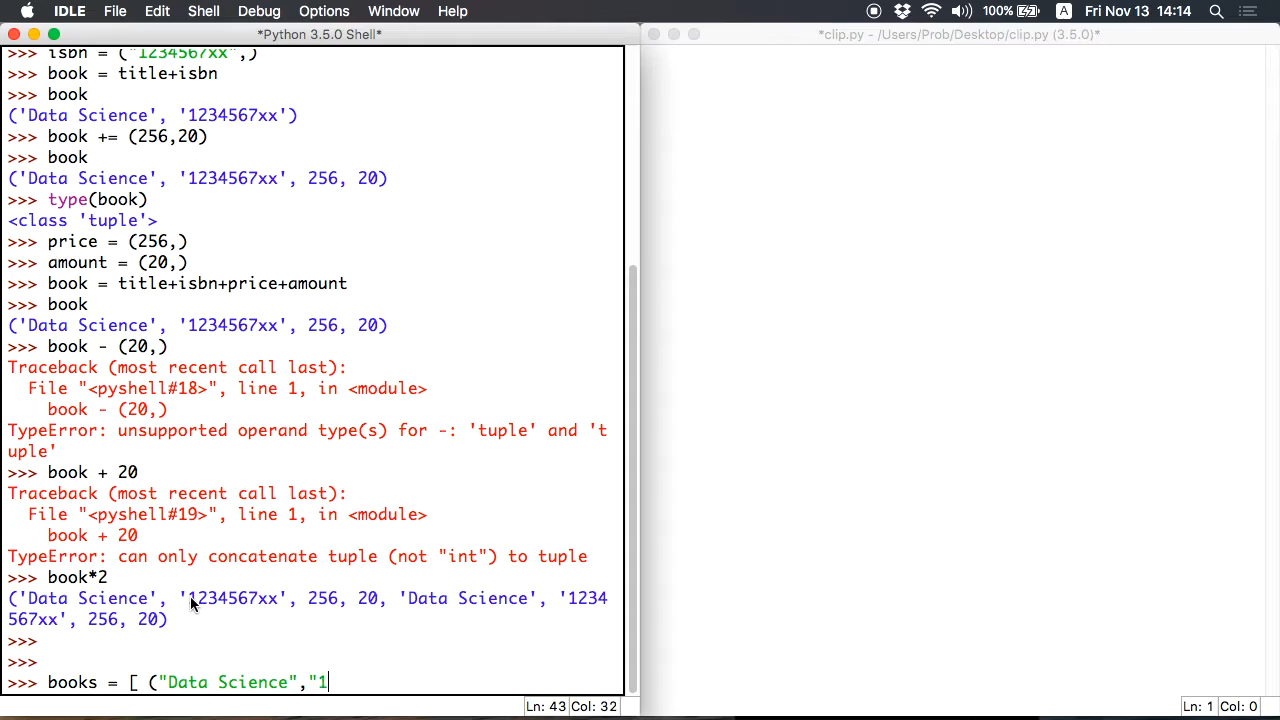 IDLE File Edit Shell Debug Options Window Help 100% A Fri Nov 13 14:14
*Python 3.5.0 Shell*
*clip.py - /Users/Prob/Desktop/clip.py (3.5.0)*
>>> isbn = ("1234567xx",)
>>> book = title+isbn
>>> book
('Data Science', '1234567xx')
>>> book += (256,20)
>>> book
('Data Science', '1234567xx', 256, 20)
>>> type(book)
<class 'tuple'>
>>> price = (256,)
>>> amount = (20,)
>>> book = title+isbn+price+amount
>>> book
('Data Science', '1234567xx', 256, 20)
>>> book - (20,)
Traceback (most recent call last):
  File "<pyshell#18>", line 1, in <module>
    book - (20,)
TypeError: unsupported operand type(s) for -: 'tuple' and 't
uple'
>>> book + 20
Traceback (most recent call last):
  File "<pyshell#19>", line 1, in <module>
    book + 20
TypeError: can only concatenate tuple (not "int") to tuple
>>> book*2
('Data Science', '1234567xx', 256, 20, 'Data Science', '1234
567xx', 256, 20)
>>>
>>>
>>> books = [ ("Data Science","1
Ln: 43 Col: 32
Ln: 1 Col: 0